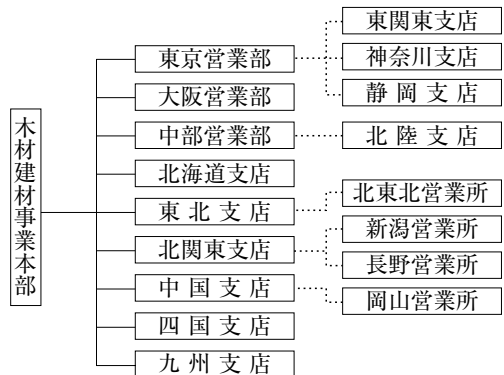 木材建材事業本部
東京営業部
大阪営業部
中部営業部
北海道支店
東北支店
北関東支店
中国支店
四国支店
九州支店
東関東支店
神奈川支店
静岡支店
北陸支店
北東北営業所
新潟営業所
長野営業所
岡山営業所